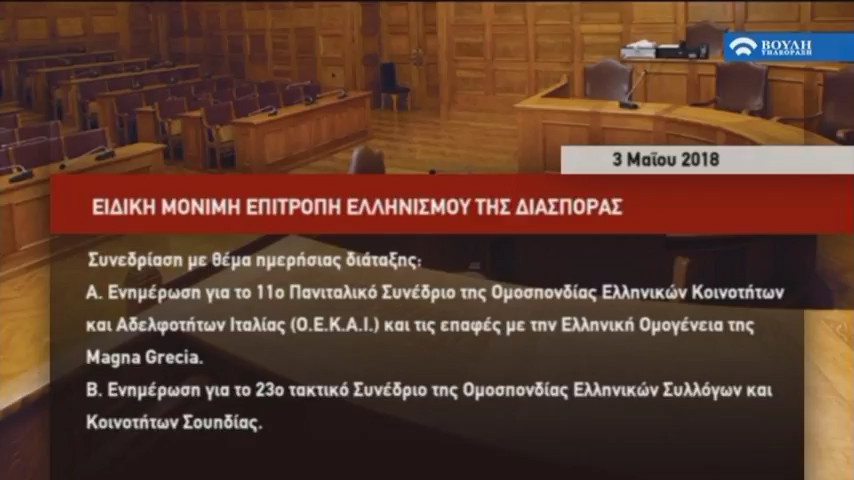 ΒΟΥΛΗ
ΤΗΛΕΟΡΑΣΗ
3 Μαΐου 2018
ΕΙΔΙΚΗ ΜΟΝΙΜΗ ΕΠΙΤΡΟΠΗ ΕΛΛΗΝΙΣΜΟΥ ΤΗΣ ΔΙΑΣΠΟΡΑΣ
Συνεδρίαση με θέμα ημερήσιας διάταξης:
Α. Ενημέρωση για το 11ο Πανιταλικό Συνέδριο της Ομοσπονδίας Ελληνικών Κοινοτήτων
και Αδελφοτήτων Ιταλίας (Ο.Ε.Κ.Α.Ι.) και τις επαφές με την Ελληνική Ομογένεια της
Magna Grecia.
Β. Ενημέρωση για το 23ο τακτικό Συνέδριο της Ομοσπονδίας Ελληνικών Συλλόγων και
Κοινοτήτων Σουηδίας.